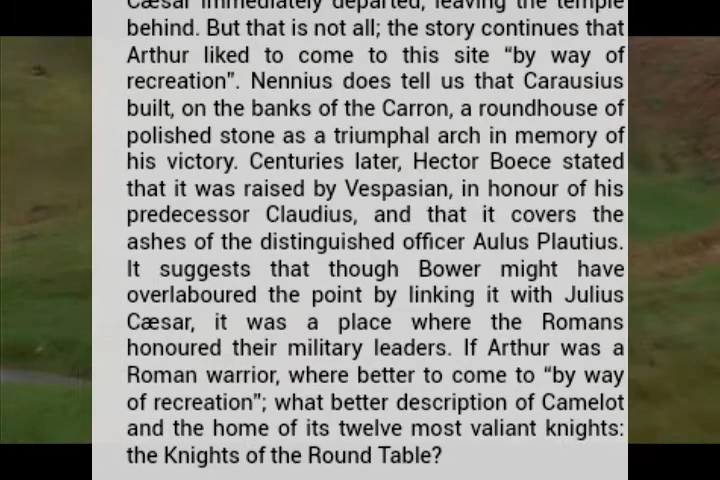 Cæsar immediately departed, leaving the temple
behind. But that is not all; the story continues that
Arthur liked to come to this site “by way of
recreation”. Nennius does tell us that Carausius
built, on the banks of the Carron, a roundhouse of
polished stone as a triumphal arch in memory of
his victory. Centuries later, Hector Boece stated
that it was raised by Vespasian, in honour of his
predecessor Claudius, and that it covers the
ashes of the distinguished officer Aulus Plautius.
It suggests that though Bower might have
overlaboured the point by linking it with Julius
Cæsar, it was a place where the Romans
honoured their military leaders. If Arthur was a
Roman warrior, where better to come to “by way
of recreation”; what better description of Camelot
and the home of its twelve most valiant knights:
the Knights of the Round Table?